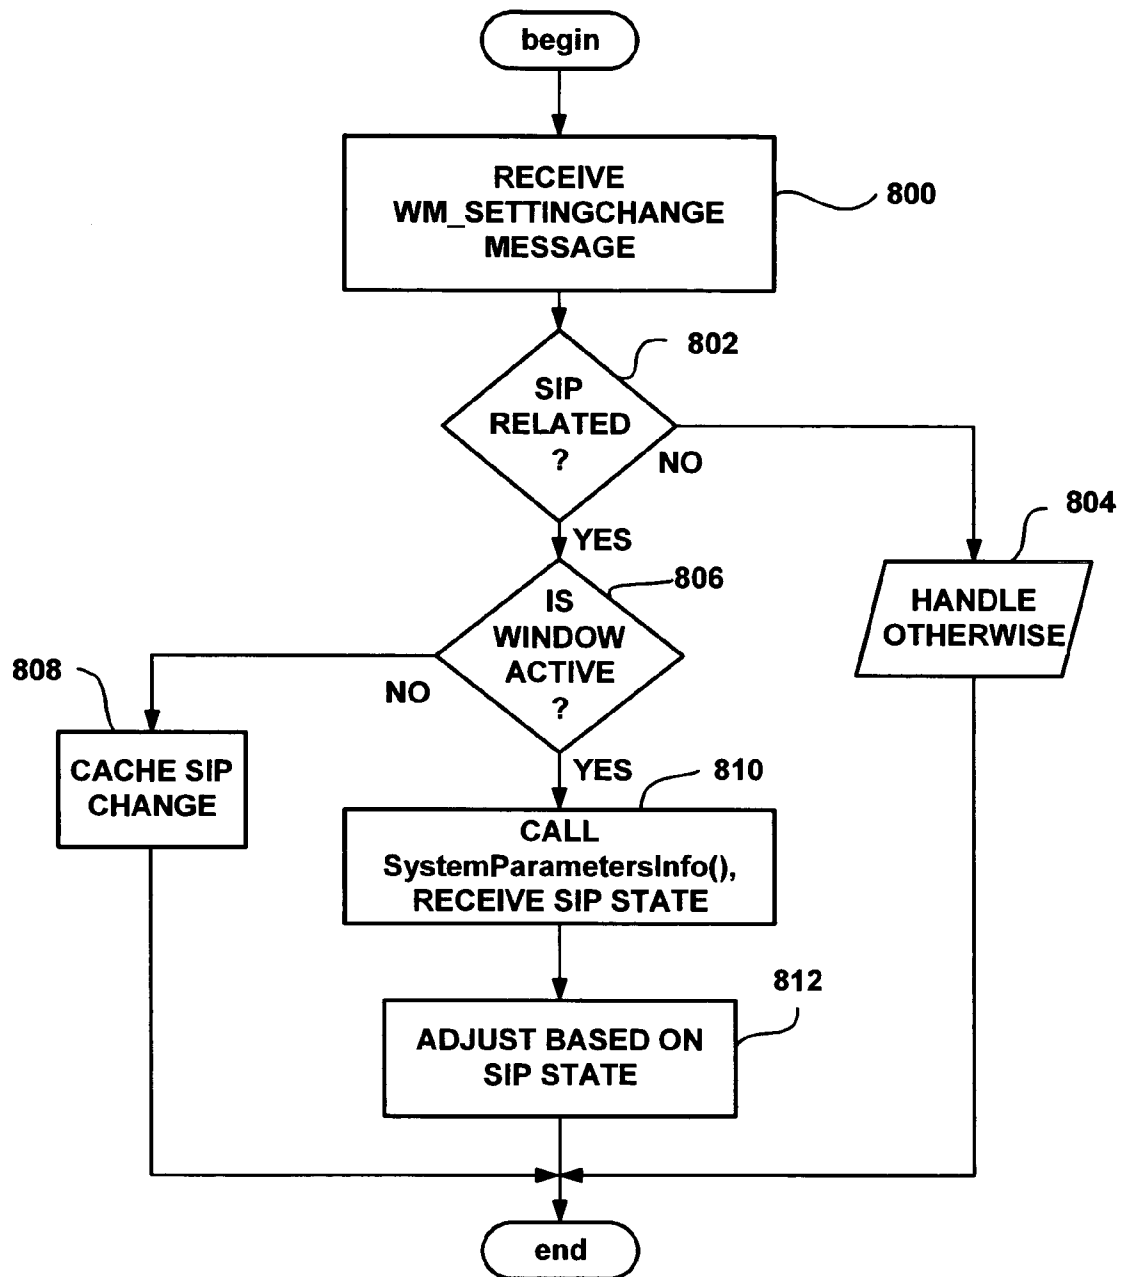 begin
RECEIVE
WM_SETTINGCHANGE
MESSAGE
800
802
SIP
RELATED
?
NO
YES
804
HANDLE
OTHERWISE
806
IS
WINDOW
ACTIVE
?
NO
YES
808
CACHE SIP
CHANGE
810
CALL
SystemParametersInfo(),
RECEIVE SIP STATE
812
ADJUST BASED ON
SIP STATE
end